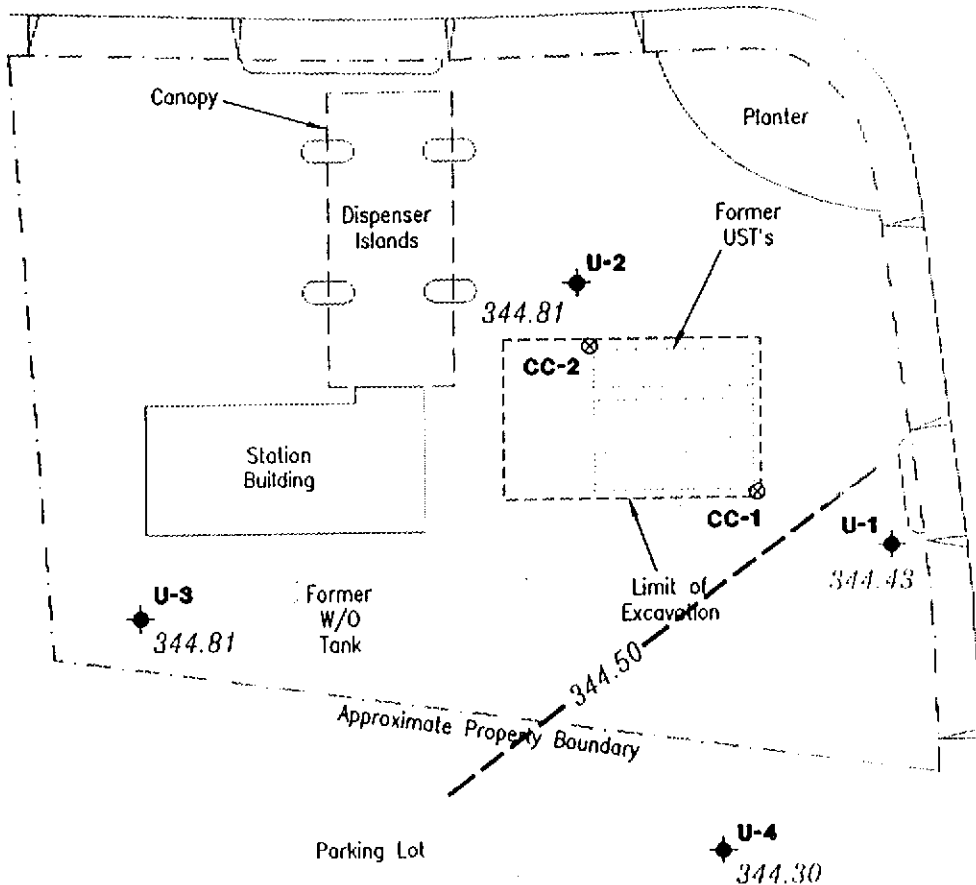 Canopy
Planter
Dispenser
Islands
Former
UST's
U-2
344.81
CC-2
Station
Building
CC-1
U-1
344.43
Limit of
Excavation
U-3
344.81
Former
W/O
Tank
344.50
Approximate Property Boundary
Parking Lot
U-4
344.30